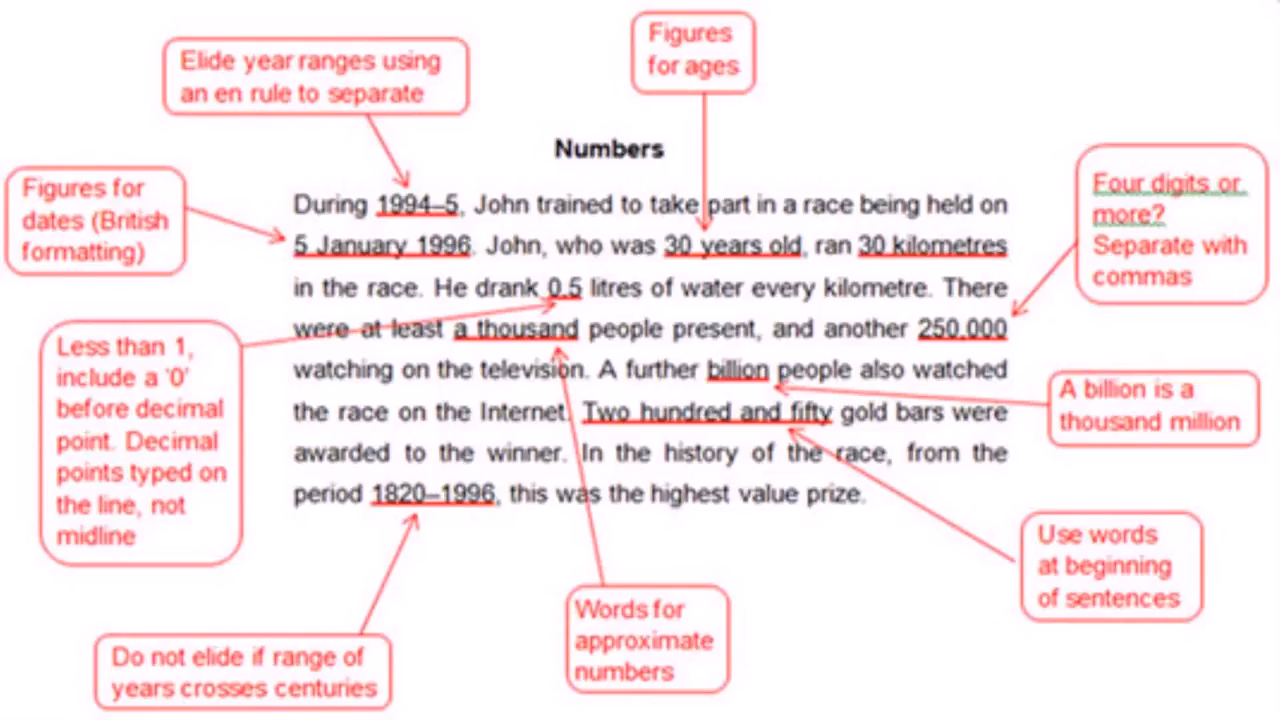 Figures
for ages
Elide year ranges using
an en rule to separate
Numbers
Figures for
dates (British
formatting)
Four digits or
more?
Separate with
commas
During 1994–5, John trained to take part in a race being held on
5 January 1996. John, who was 30 years old, ran 30 kilometres
in the race. He drank 0.5 litres of water every kilometre. There
were at least a thousand people present, and another 250,000
watching on the television. A further billion people also watched
the race on the Internet. Two hundred and fifty gold bars were
awarded to the winner. In the history of the race, from the
period 1820–1996, this was the highest value prize.
Less than 1,
include a '0'
before decimal
point. Decimal
points typed on
the line, not
midline
A billion is a
thousand million
Use words
at beginning
of sentences
Words for
approximate
numbers
Do not elide if range of
years crosses centuries